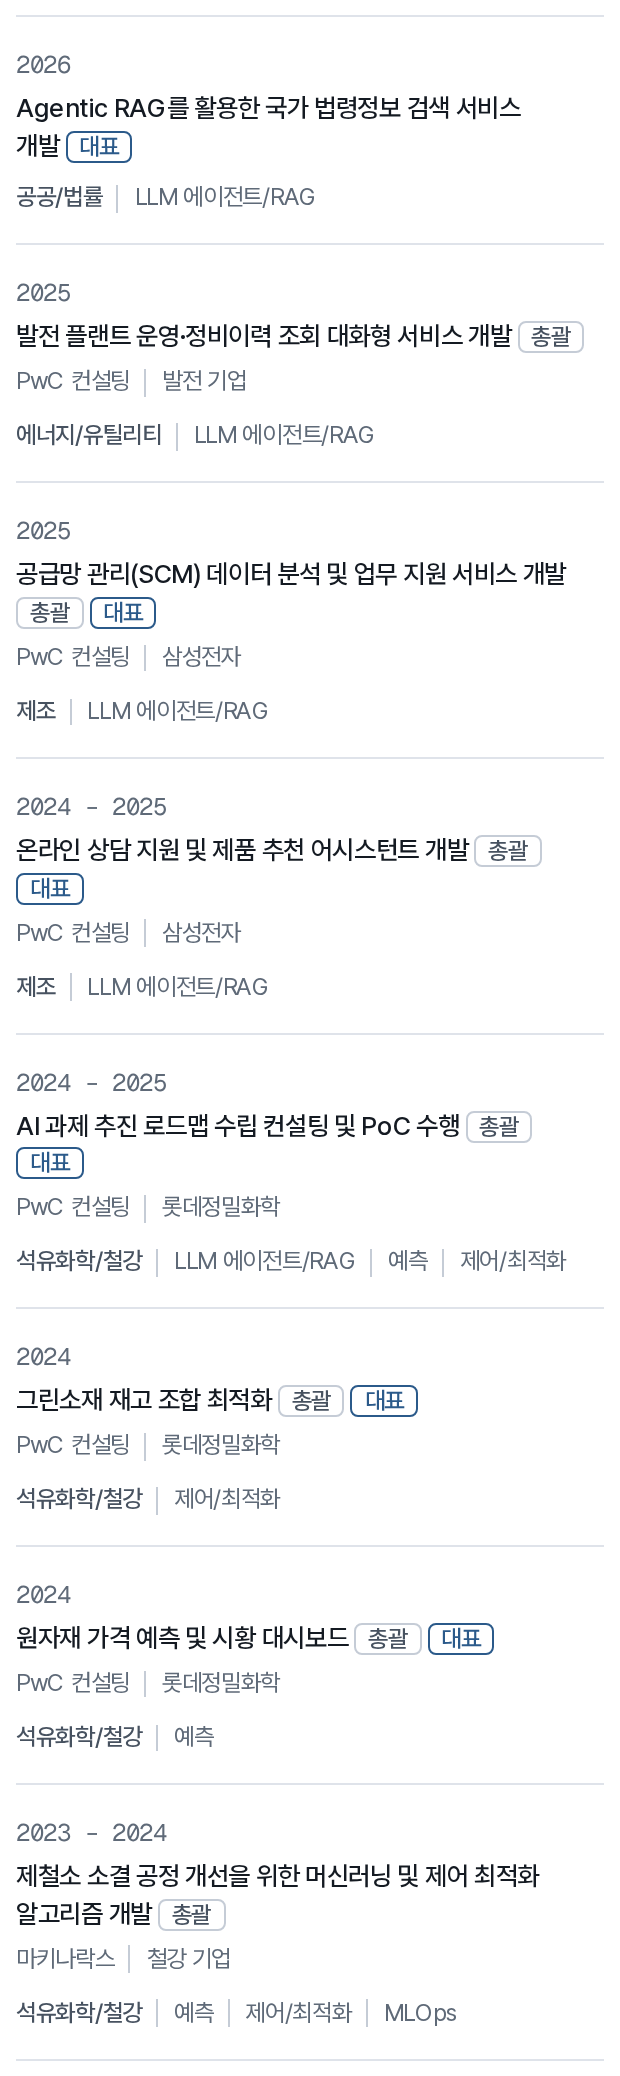 2026
Agentic RAG를 활용한 국가 법령정보 검색 서비스
개발 대표
공공/법률 LLM 에이전트/RAG
2025
발전 플랜트 운영·정비이력 조회 대화형 서비스 개발 총괄
PwC 컨설팅 발전 기업
에너지/유틸리티 LLM 에이전트/RAG
2025
공급망 관리(SCM) 데이터 분석 및 업무 지원 서비스 개발
총괄 대표
PwC 컨설팅 삼성전자
제조 LLM 에이전트/RAG
2024 – 2025
온라인 상담 지원 및 제품 추천 어시스턴트 개발 총괄
대표
PwC 컨설팅 삼성전자
제조 LLM 에이전트/RAG
2024 – 2025
AI 과제 추진 로드맵 수립 컨설팅 및 PoC 수행 총괄
대표
PwC 컨설팅 롯데정밀화학
석유화학/철강 LLM 에이전트/RAG 예측 제어/최적화
2024
그린소재 재고 조합 최적화 총괄 대표
PwC 컨설팅 롯데정밀화학
석유화학/철강 제어/최적화
2024
원자재 가격 예측 및 시황 대시보드 총괄 대표
PwC 컨설팅 롯데정밀화학
석유화학/철강 예측
2023 – 2024
제철소 소결 공정 개선을 위한 머신러닝 및 제어 최적화
알고리즘 개발 총괄
마키나락스 철강 기업
석유화학/철강 예측 제어/최적화 MLOps